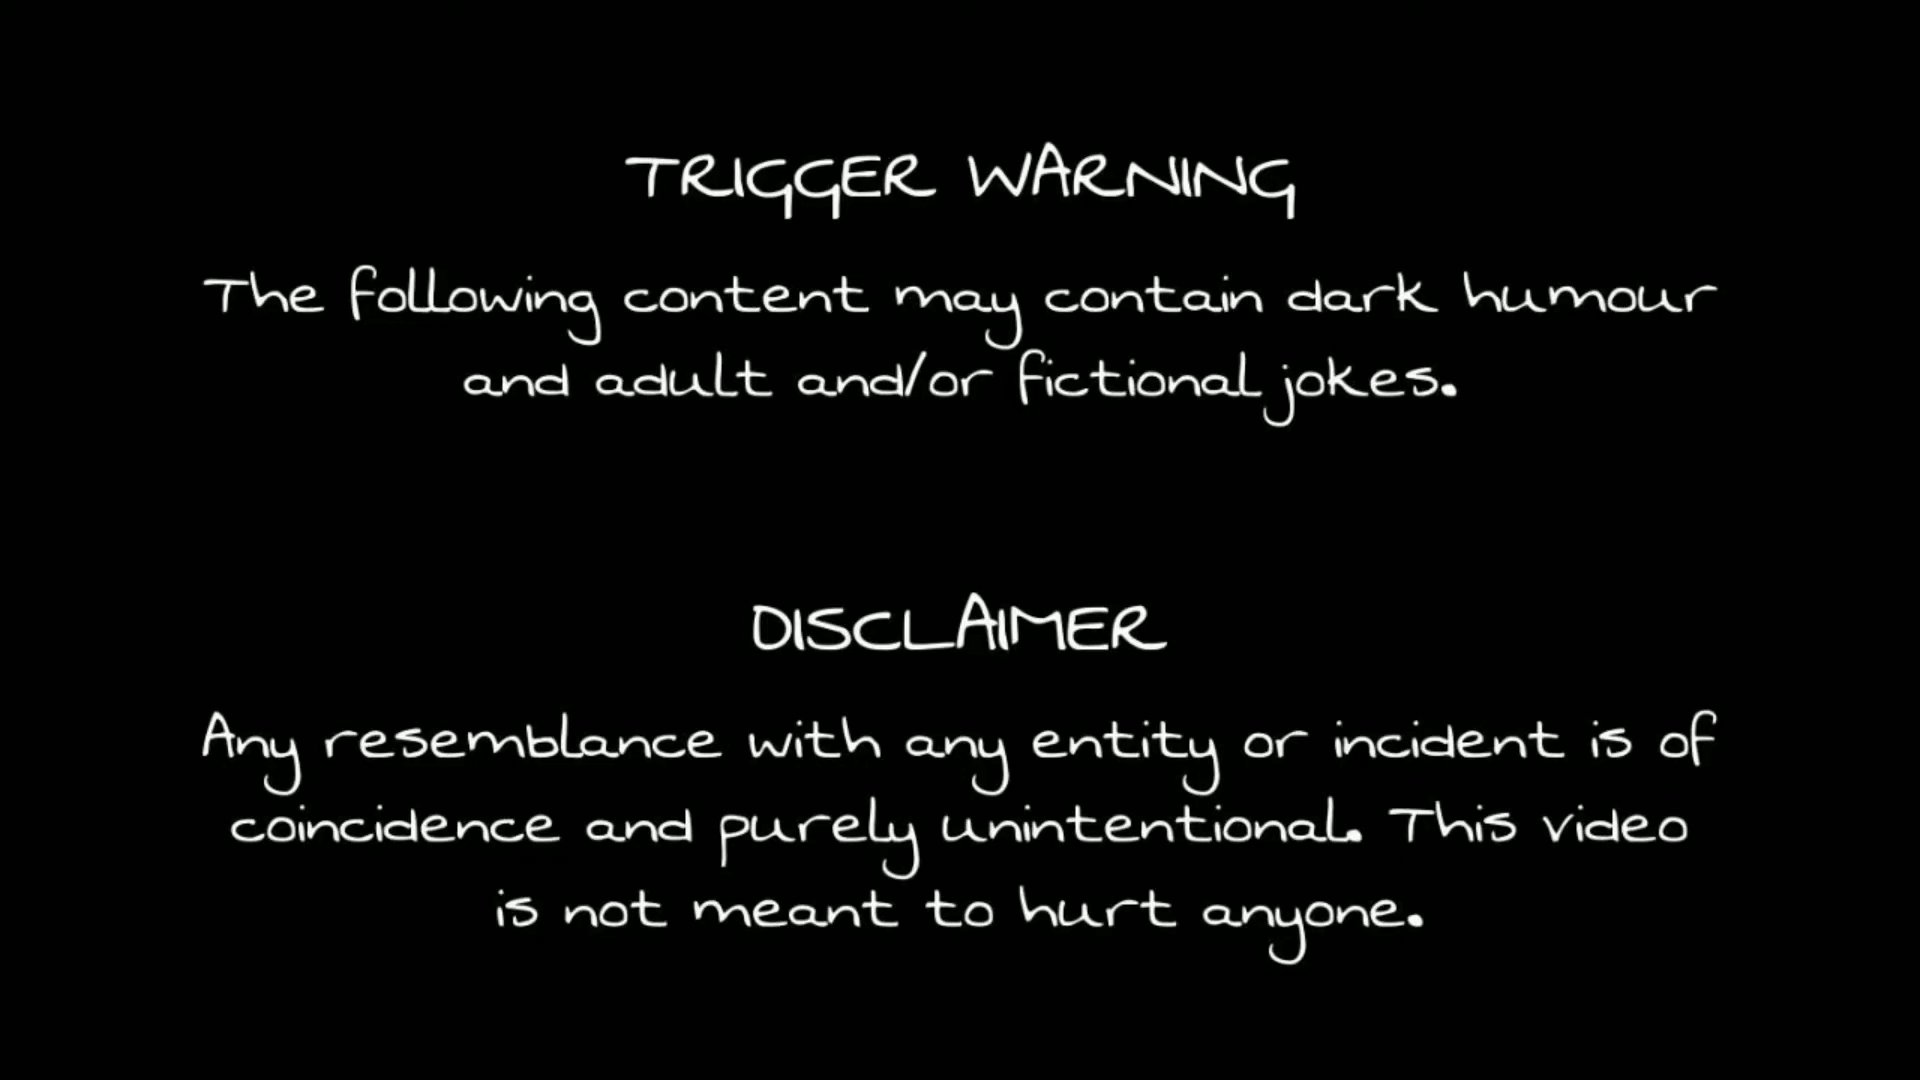 TRIGGER WARNING
The following content may contain dark humour
and adult and/or fictional jokes.
DISCLAIMER
Any resemblance with any entity or incident is of
coincidence and purely unintentional. This video
is not meant to hurt anyone.